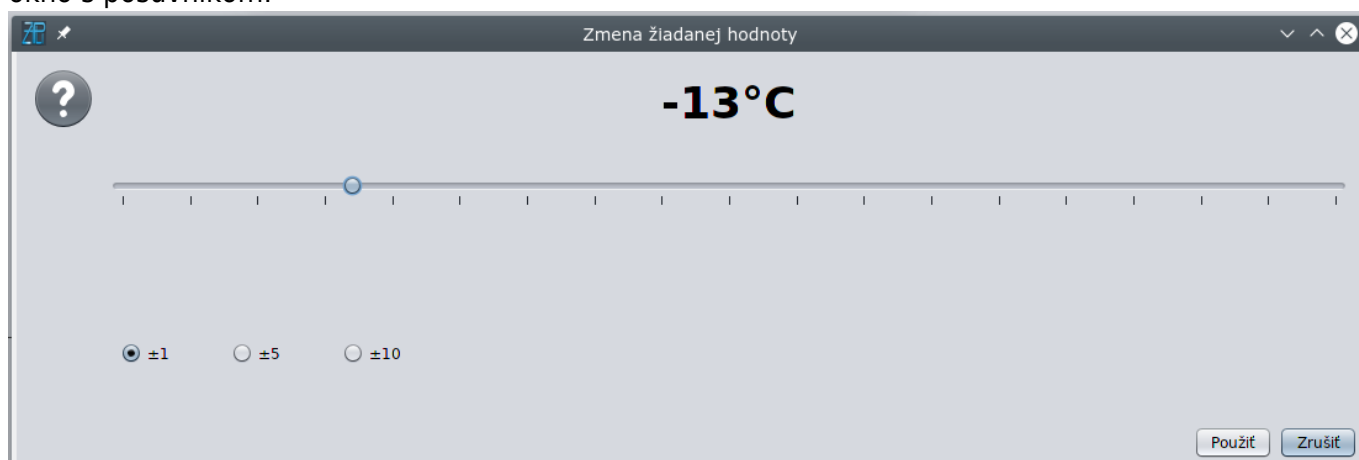 okno s posuvníkom:
Zmena žiadanej hodnoty
-13°C
±1 ±5 ±10
Použiť Zrušiť